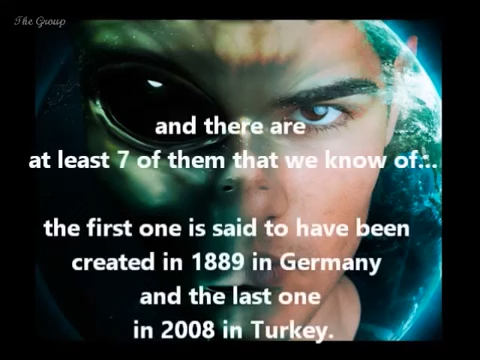 The Group
and there are
at least 7 of them that we know of...
the first one is said to have been
created in 1889 in Germany
and the last one
in 2008 in Turkey.